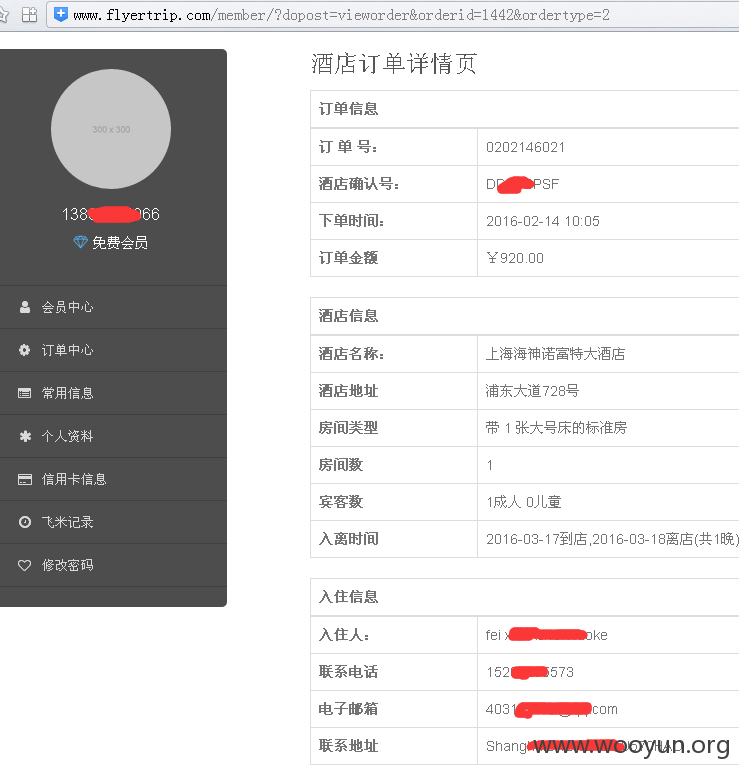 www.flyertrip.com/member/?dopost=vieworder&orderid=1442&ordertype=2
300 x 300
138 066
免费会员
会员中心
订单中心
常用信息
个人资料
信用卡信息
飞米记录
修改密码
酒店订单详情页
订单信息
订 单 号: 0202146021
酒店确认号: PSF
下单时间: 2016-02-14 10:05
订单金额 ￥920.00
酒店信息
酒店名称: 上海海神诺富特大酒店
酒店地址 浦东大道728号
房间类型 带 1 张大号床的标准房
房间数 1
宾客数 1成人 0儿童
入离时间 2016-03-17到店,2016-03-18离店(共1晚)
入住信息
入住人: fei oke
联系电话 152 5573
电子邮箱 4031 .com
联系地址 Shang
www.wooyun.org